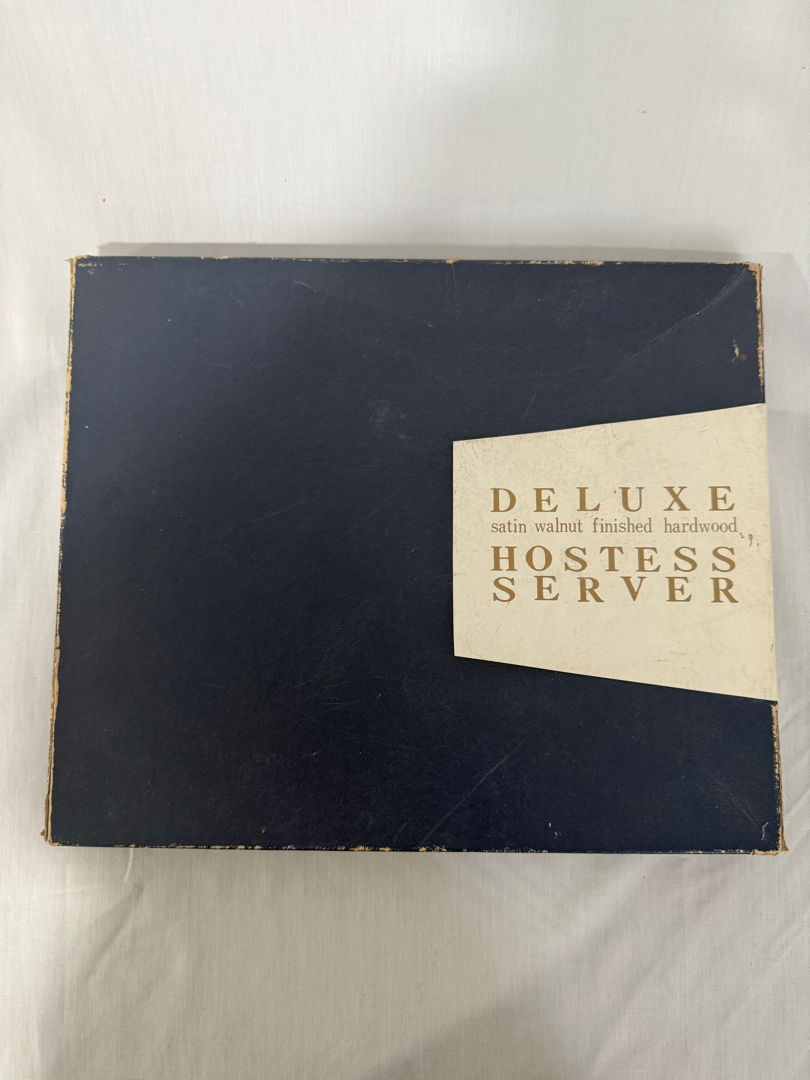 DELUXE
satin walnut finished hardwood
HOSTESS
SERVER